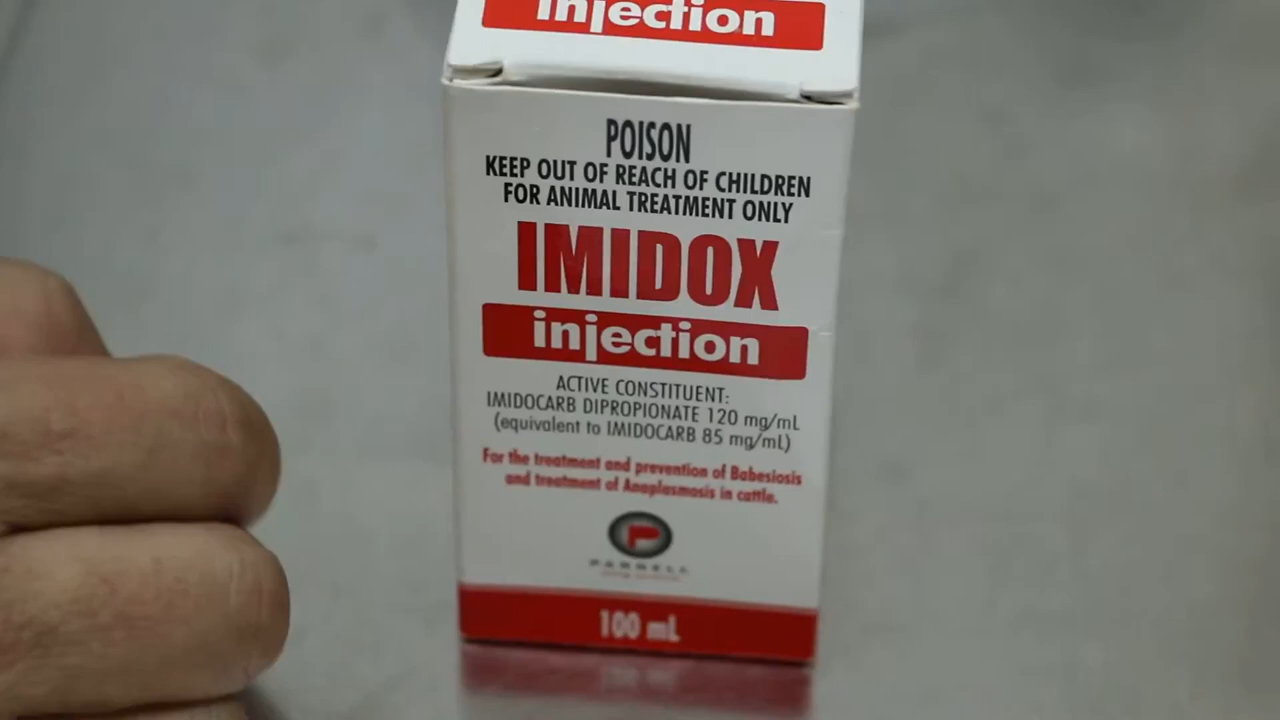 injection
POISON
KEEP OUT OF REACH OF CHILDREN
FOR ANIMAL TREATMENT ONLY
IMIDOX
injection
ACTIVE CONSTITUENT:
IMIDOCARB DIPROPIONATE 120 mg/mL
(equivalent to IMIDOCARB 85 mg/mL)
For the treatment and prevention of Babesiosis
and treatment of Anaplasmosis in cattle.
P
PARNELL
100 mL